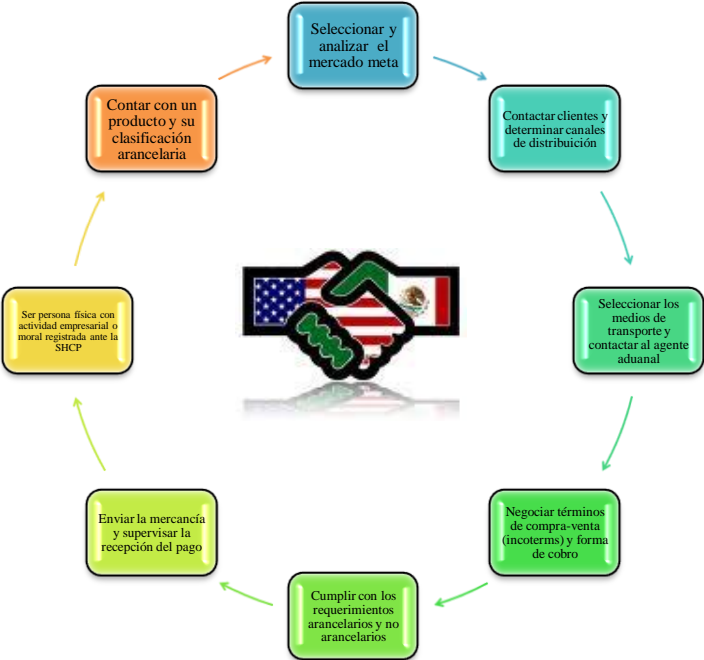 Seleccionar y
analizar el
mercado meta
Contactar clientes y
determinar canales
de distribuición
Seleccionar los
medios de
transporte y
contactar al agente
aduanal
Negociar términos
de compra-venta
(incoterms) y forma
de cobro
Cumplir con los
requerimientos
arancelarios y no
arancelarios
Enviar la mercancía
y supervisar la
recepción del pago
Ser persona física con
actividad empresarial o
moral registrada ante la
SHCP
Contar con un
producto y su
clasificación
arancelaria